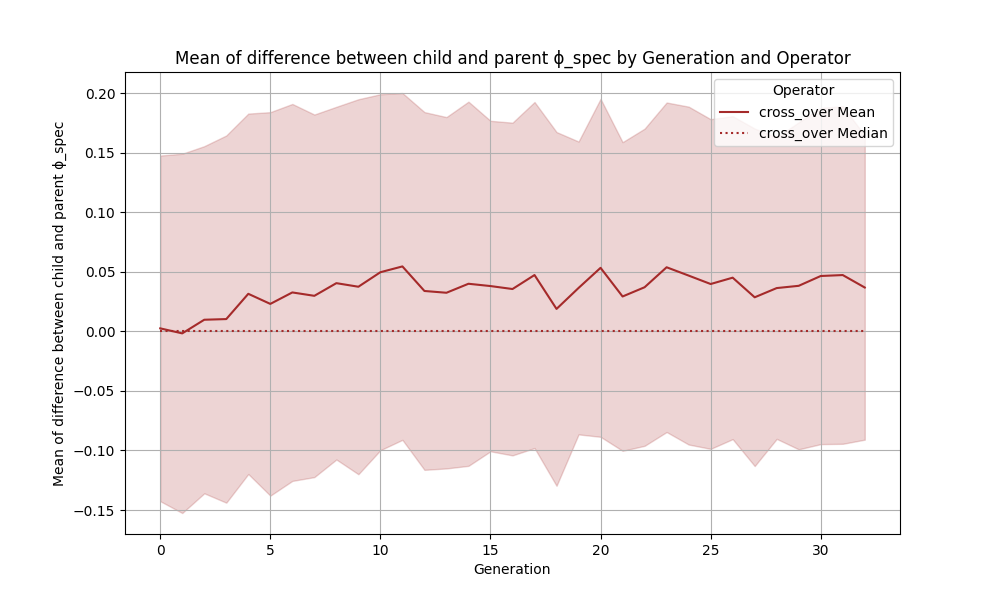 Mean of difference between child and parent ϕ_spec by Generation and Operator
Mean of difference between child and parent ϕ_spec
0.20
0.15
0.10
0.05
0.00
−0.05
−0.10
−0.15
Operator
cross_over Mean
cross_over Median
0 5 10 15 20 25 30
Generation